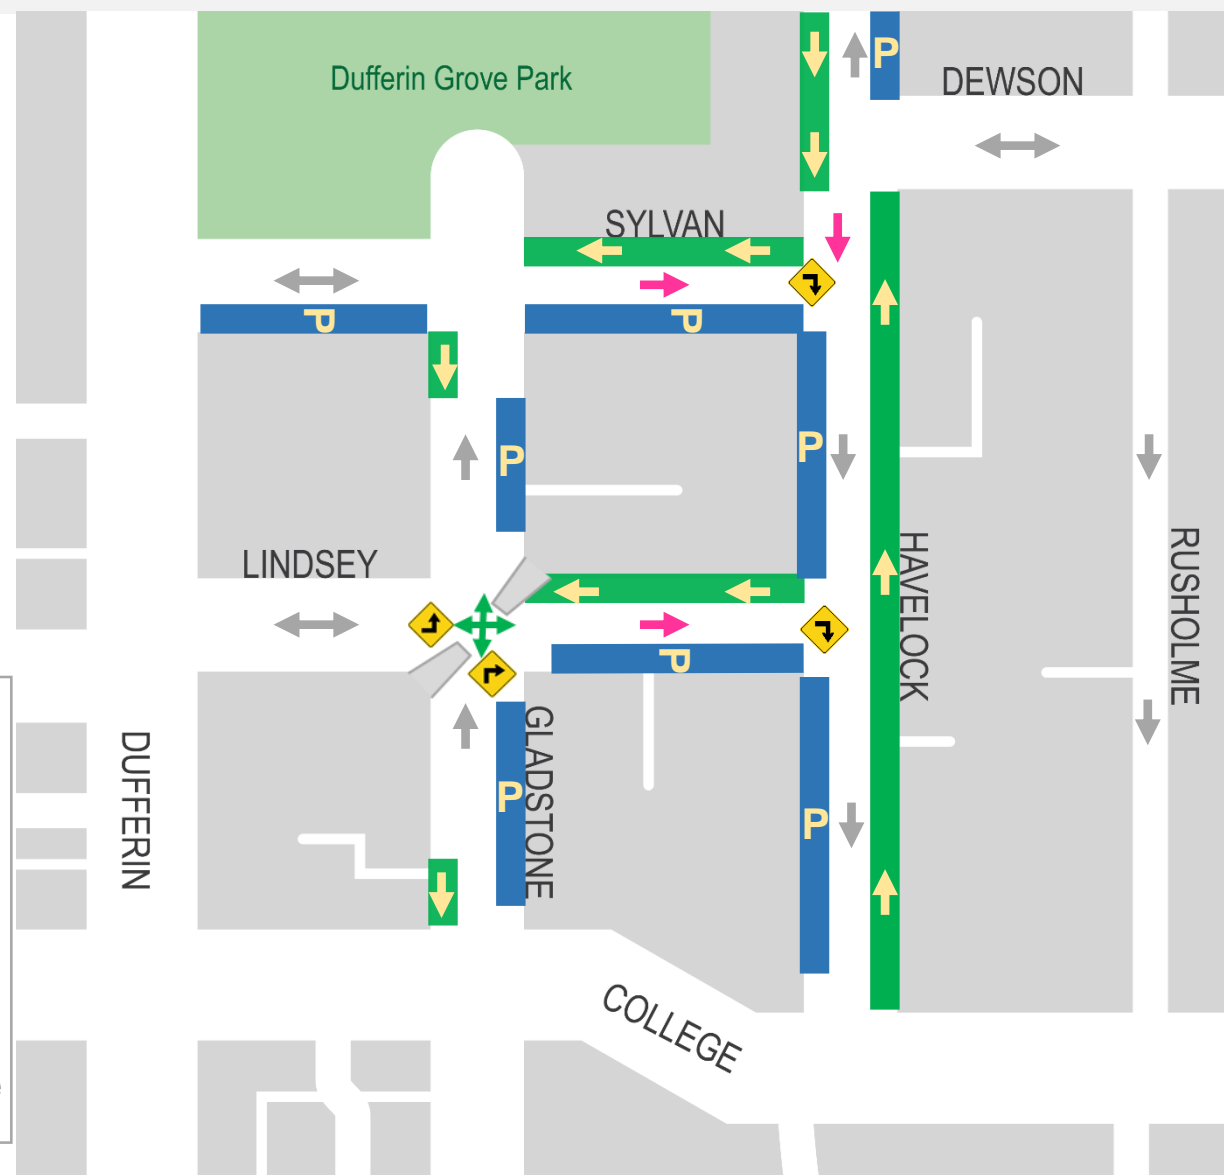 Dufferin Grove Park
P
DEWSON
SYLVAN
P
P
P
P
LINDSEY
HAVELOCK
RUSHOLME
P
GLADSTONE
DUFFERIN
P
P
COLLEGE